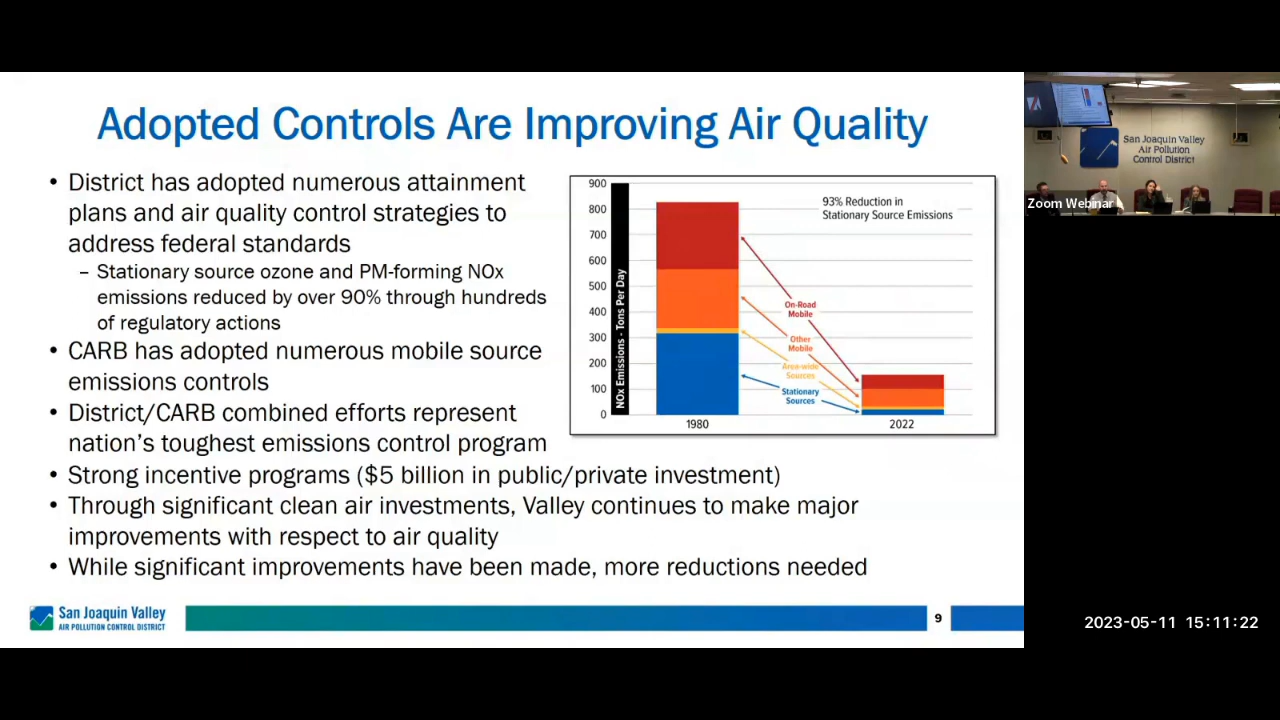 Adopted Controls Are Improving Air Quality
• District has adopted numerous attainment
plans and air quality control strategies to
address federal standards
– Stationary source ozone and PM-forming NOx
emissions reduced by over 90% through hundreds
of regulatory actions
• CARB has adopted numerous mobile source
emissions controls
• District/CARB combined efforts represent
nation's toughest emissions control program
• Strong incentive programs ($5 billion in public/private investment)
• Through significant clean air investments, Valley continues to make major
improvements with respect to air quality
• While significant improvements have been made, more reductions needed
NOx Emissions - Tons Per Day
900
800
700
600
500
400
300
200
100
0
93% Reduction in
Stationary Source Emissions
On-Road
Mobile
Other
Mobile
Area-wide
Sources
Stationary
Sources
1980
2022
San Joaquin Valley
AIR POLLUTION CONTROL DISTRICT
9
San Joaquin Valley
Air Pollution
Control District
Zoom Webinar
2023-05-11 15:11:22